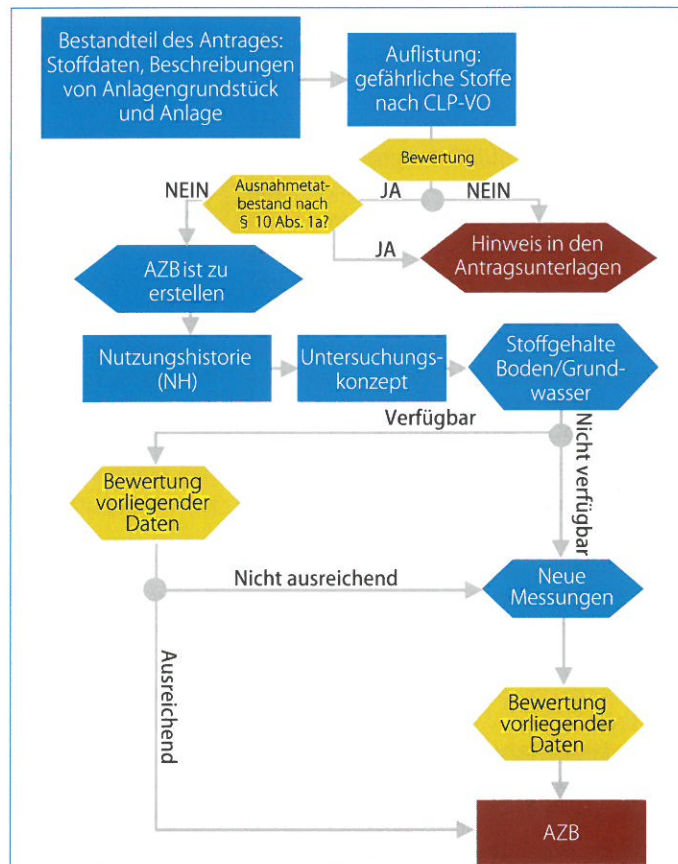 Bestandteil des Antrages:
Stoffdaten, Beschreibungen
von Anlagengrundstück
und Anlage
Auflistung:
gefährliche Stoffe
nach CLP-VO
Bewertung
NEIN
Ausnahmetat-
bestand nach
§ 10 Abs. 1a?
JA
NEIN
JA
Hinweis in den
Antragsunterlagen
AZB ist zu
erstellen
Nutzungshistorie
(NH)
Untersuchungs-
konzept
Stoffgehalte
Boden/Grund-
wasser
Verfügbar
Nicht verfügbar
Bewertung
vorliegender
Daten
Nicht ausreichend
Neue
Messungen
Ausreichend
Bewertung
vorliegender
Daten
AZB